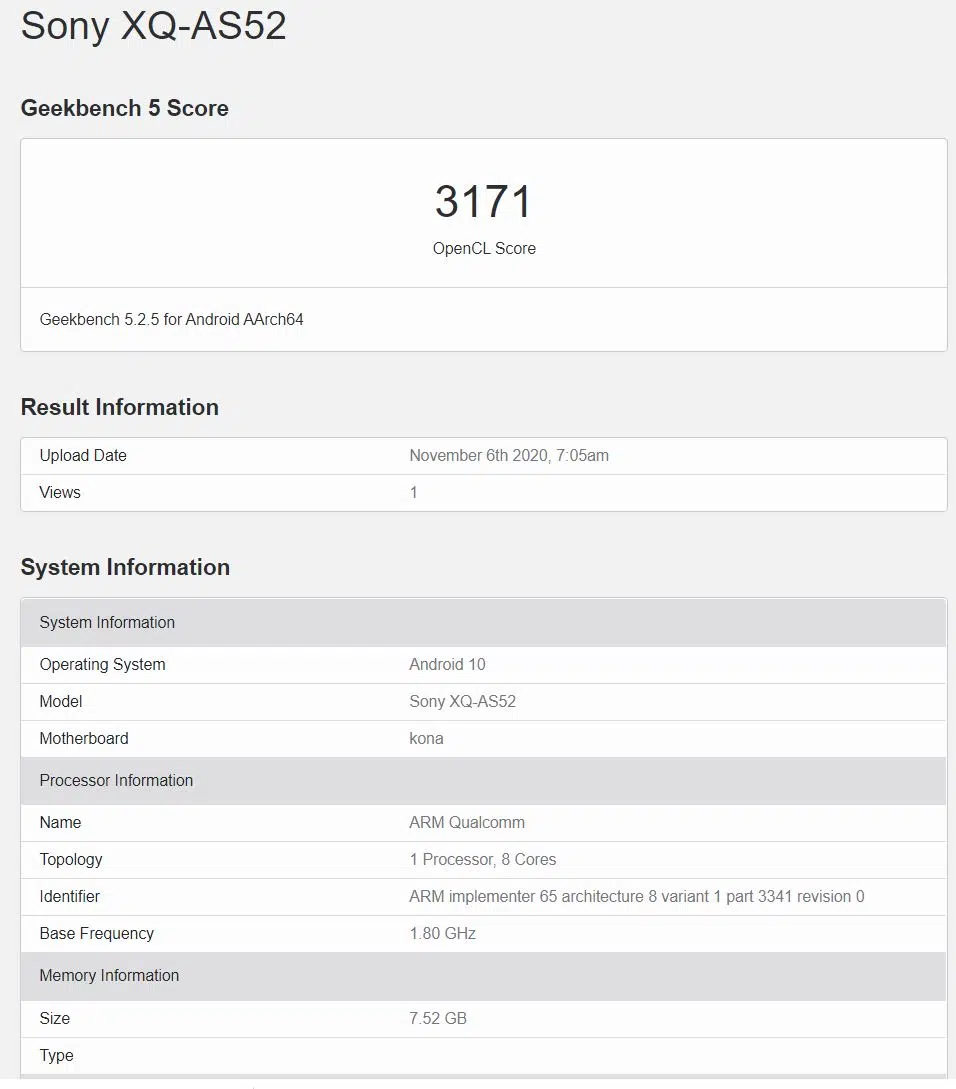 Sony XQ-AS52
Geekbench 5 Score
3171
OpenCL Score
Geekbench 5.2.5 for Android AArch64
Result Information
Upload Date November 6th 2020, 7:05am
Views 1
System Information
System Information
Operating System Android 10
Model Sony XQ-AS52
Motherboard kona
Processor Information
Name ARM Qualcomm
Topology 1 Processor, 8 Cores
Identifier ARM implementer 65 architecture 8 variant 1 part 3341 revision 0
Base Frequency 1.80 GHz
Memory Information
Size 7.52 GB
Type